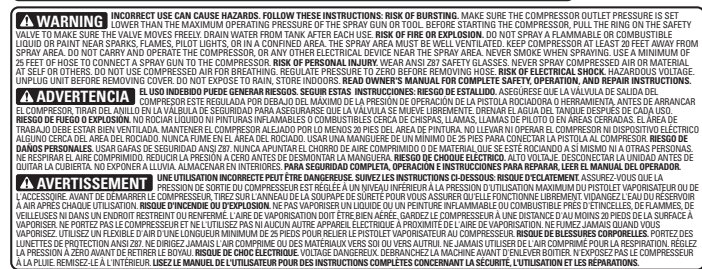 WARNING INCORRECT USE CAN CAUSE HAZARDS. FOLLOW THESE INSTRUCTIONS: RISK OF BURSTING. MAKE SURE THE COMPRESSOR OUTLET PRESSURE IS SET
LOWER THAN THE MAXIMUM OPERATING PRESSURE OF THE SPRAY GUN OR TOOL. BEFORE STARTING THE COMPRESSOR, PULL THE RING ON THE SAFETY
VALVE TO MAKE SURE THE VALVE MOVES FREELY. DRAIN WATER FROM TANK AFTER EACH USE. RISK OF FIRE OR EXPLOSION. DO NOT SPRAY A FLAMMABLE OR COMBUSTIBLE
LIQUID OR PAINT NEAR SPARKS, FLAMES, PILOT LIGHTS, OR IN A CONFINED AREA. THE SPRAY AREA MUST BE WELL VENTILATED. KEEP COMPRESSOR AT LEAST 20 FEET AWAY FROM
SPRAY AREA. DO NOT CARRY AND OPERATE THE COMPRESSOR, OR ANY OTHER ELECTRICAL DEVICE NEAR THE SPRAY AREA. NEVER SMOKE WHEN SPRAYING. USE A MINIMUM OF
25 FEET OF HOSE TO CONNECT A SPRAY GUN TO THE COMPRESSOR. RISK OF PERSONAL INJURY. WEAR ANSI Z87 SAFETY GLASSES. NEVER SPRAY COMPRESSED AIR OR MATERIAL
AT SELF OR OTHERS. DO NOT USE COMPRESSED AIR FOR BREATHING. REGULATE PRESSURE TO ZERO BEFORE REMOVING HOSE. RISK OF ELECTRICAL SHOCK. HAZARDOUS VOLTAGE.
UNPLUG UNIT BEFORE REMOVING COVER. DO NOT EXPOSE TO RAIN, STORE INDOORS. READ OWNER'S MANUAL FOR COMPLETE SAFETY, OPERATION, AND REPAIR INSTRUCTIONS.
ADVERTENCIA EL USO INDEBIDO PUEDE GENERAR RIESGOS. SEGUIR ESTAS INSTRUCCIONES: RIESGO DE ESTALLIDO. ASEGÚRESE QUE LA VÁLVULA DE SALIDA DEL
COMPRESOR ESTE REGULADA POR DEBAJO DEL MÁXIMO DE LA PRESIÓN DE OPERACIÓN DE LA PISTOLA ROCIADORA O HERRAMIENTA, ANTES DE ARRANCAR
EL COMPRESOR, TIRAR DEL ANILLO EN LA VÁLBULA DE SEGURIDAD PARA ASEGURARSE QUE LA VÁLVULA SE MUEVE LIBREMENTE. DRENAR EL AGUA DEL TANQUE DESPUÉS DE CADA USO
RIESGO DE FUEGO O EXPLOSIÓN. NO ROCIAR LÍQUIDO NI PINTURAS INFLAMABLES O COMBUSTIBLES CERCA DE CHISPAS, LLAMAS, LLAMAS DE PILOTO O EN ÁREAS CERRADAS. EL ÁREA DE
TRABAJO DEBE ESTAR BIEN VENTILADA. MANTENER EL COMPRESOR ALEJADO POR LO MENOS 20 PIES DEL AREA DE PINTURA. NO LLEVAR NI OPERAR EL COMPRESOR NI DISPOSITIVO ELÉCTRICO
ALGUNO CERCA DEL AREA DEL ROCIADO. NUNCA FUME EN EL AREA DEL ROCIADO. USAR UNA MANGUERE DE UN MÍNIMO DE 25 PIES PARA CONECTAR LA PISTOLA AL COMPRESOR. RIESGO DE
DAÑOS PERSONALES. USAR GAFAS DE SEGURIDAD ANSI Z87. NUNCA APUNTAR EL CHORRO DE AIRE COMPRIMIDO O DE MATERIAL QUE SE ESTÉ ROCIANDO A SÍ MISMO NI A OTRAS PERSONAS.
NE RESPIRAR EL AIRE COMPRIMIDO. REDUCIR LA PRESIÓN A CERO ANTES DE DESMONTAR LA MANGUERA. RIESGO DE CHOQUE ELECTRICO. ALTO VOLTAJE. DESCONECTAR LA UNIDAD ANTES DE
QUITAR LA CUBIERTA. NO EXPONER A LLUVIA. ALMACENAR EN INTERIORES. PARA SEGURIDAD COMPLETA, OPERACIÓN E INSTRUCCIONES PARA REPARAR, LEER EL MANUAL DEL OPERADOR.
AVERTISSEMENT UNE UTILISATION INCORRECTE PEUT ÊTRE DANGEREUSE. SUIVEZ LES INSTRUCTIONS CI-DESSOUS: RISQUE D'ECLATEMENT. ASSUREZ-VOUS QUE LA
PRESSION DE SORTIE DU COMPRESSEUR EST RÉGLÉE À UN NIVEAU INFÉRIEUR À LA PRESSION D'UTILISATION MAXIMUM DU PISTOLET VAPORISATEUR OU DE
L'ACCESSOIRE. AVANT DE DEMARRER LE COMPRESSEUR, TIREZ SUR L'ANNEAU DE LA SOUPAPE DE SÛRETÉ POUR VOUS ASSURER QU'ELLE FONCTIONNE LIBREMENT. VIDANGEZ L'EAU DU RÉSERVOIR
À AIR APRÈS CHAQUE UTILISATION. RISQUE D'INCENDIE OU D'EXPLOSION. NE PAS VAPORISER UN LIQUIDE OU UN PEINTURE INFLAMMABLE OU COMBUSTIBLE PRÈS D'ÉTINCELLES, DE FLAMMES, DE
VEILLEUSES NI DANS UN ENDROIT RESTREINT OU RENFERMÉ. L'AIRE DE VAPORISATION DOIT ÊTRE BIEN AÉRÉE, GARDEZ LE COMPRESSEUR À UNE DISTANCE D'AU MOINS 20 PIEDS DE LA SURFACE À
VAPORISER. NE PORTEZ PAS LE COMPRESSEUR ET NE L'UTILISEZ PAS NI AUCUN AUTRE APPAREIL ÉLECTRIQUE À PROXIMITÉ DE L'AIRE DE VAPORISATION. NE FUMEZ JAMAIS QUAND VOUS
VAPORISEZ. UTILISEZ UN FLEXIBLE D'AIR D'UNE LONGUEUR MINIMUM DE 25 PIEDS POUR RELIER LE PISTOLET VAPORISATEUR AU COMPRESSEUR. RISQUE DE BLESSURES CORPORELLES. PORTEZ DES
LUNETTES DE PROTECTION ANSI Z87. NE DIRIGEZ JAMAIS L'AIR COMPRIME OU DES MATÉRIAUX VERS SOI OU VERS AUTRUI. NE JAMAIS UTILISER DE L'AIR COMPRIMÉ POUR LA RESPIRATION. RÉGLEZ
LA PRESSION À ZÉRO AVANT DE RETIRER LE BOYAU. RISQUE DE CHOC ÉLECTRIQUE. VOLTAGE DANGEREUX. DEBRANCHEZ LA MACHINE AVANT D'ENLEVER BOITIER. N'EXPOSEZ PAS LE COMPRESSEUR
À LA PLUIE. REMISEZ-LE À L'INTÉRIEUR. LISEZ LE MANUEL DE L'UTILISATEUR POUR DES INSTRUCTIONS COMPLÈTES CONCERNANT LA SÉCURITÉ, L'UTILISATION ET LES RÉPARATIONS.